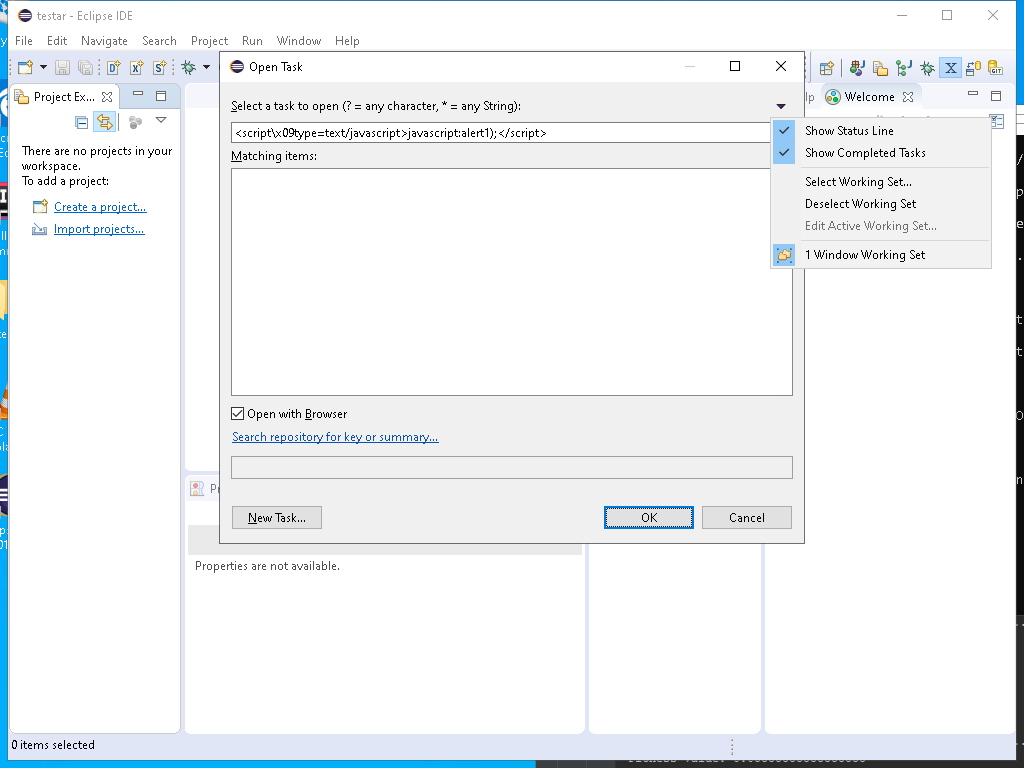 testar - Eclipse IDE
File Edit Navigate Search Project Run Window Help
Open Task
Project Ex...
Select a task to open (? = any character, * = any String):
Welcome
<script\x09type=text/javascript>javascript:alert1);</script>
Matching items:
Show Status Line
Show Completed Tasks
Select Working Set...
Deselect Working Set
Edit Active Working Set...
1 Window Working Set
There are no projects in your
workspace.
To add a project:
Create a project...
Import projects...
Open with Browser
Search repository for key or summary...
New Task...
OK
Cancel
Properties are not available.
0 items selected